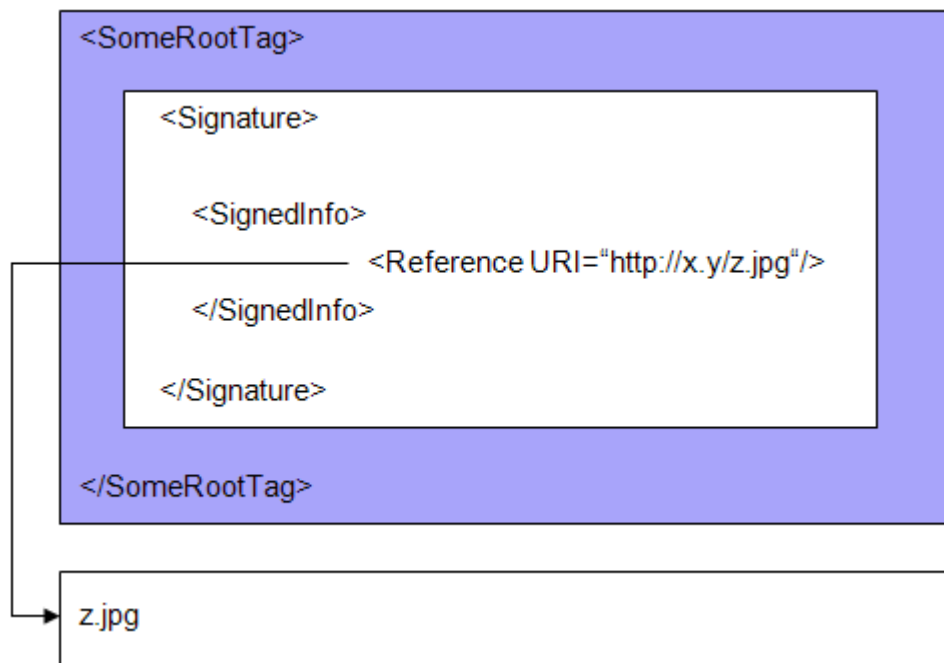 <SomeRootTag>
<Signature>
<SignedInfo>
<Reference URI=“http://x.y/z.jpg“/>
</SignedInfo>
</Signature>
</SomeRootTag>
z.jpg